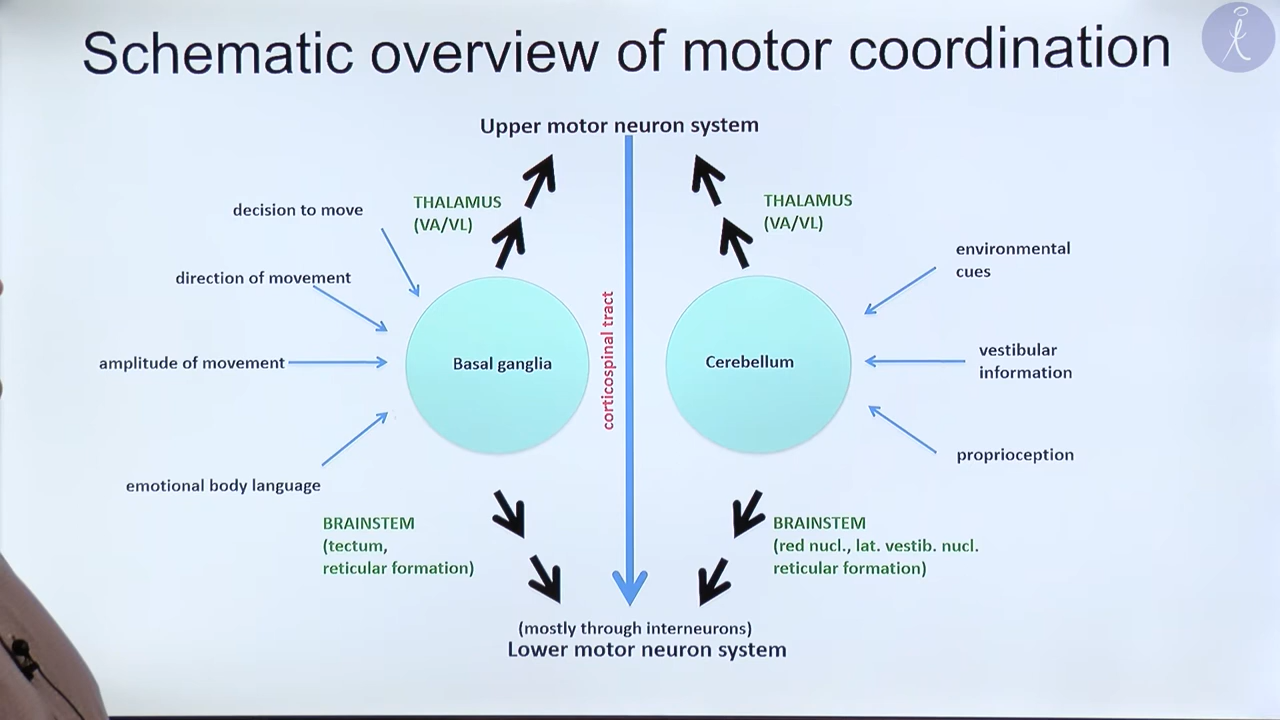 Schematic overview of motor coordination
Upper motor neuron system
decision to move
THALAMUS
(VA/VL)
THALAMUS
(VA/VL)
direction of movement
environmental
cues
amplitude of movement
Basal ganglia
corticospinal tract
Cerebellum
vestibular
information
emotional body language
proprioception
BRAINSTEM
(tectum,
reticular formation)
BRAINSTEM
(red nucl., lat. vestib. nucl.
reticular formation)
(mostly through interneurons)
Lower motor neuron system